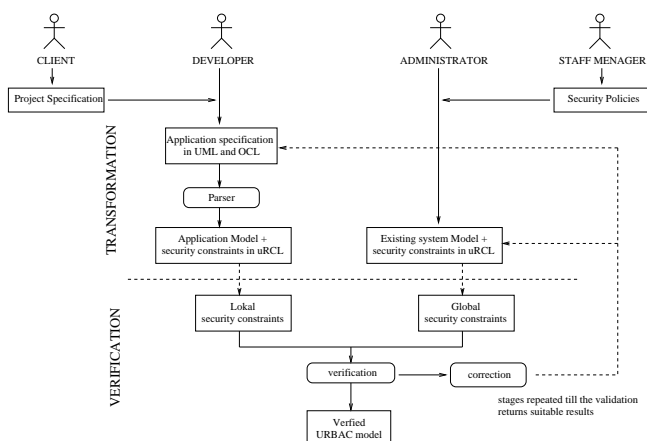 CLIENT
DEVELOPER
ADMINISTRATOR
STAFF MENAGER
Project Specification
Security Policies
TRANSFORMATION
Application specification
in UML and OCL
Parser
Application Model +
security constraints in uRCL
Existing system Model +
security constraints in uRCL
VERIFICATION
Lokal
security constraints
Global
security constraints
verification
correction
stages repeated till the validation
returns suitable results
Verfied
URBAC model